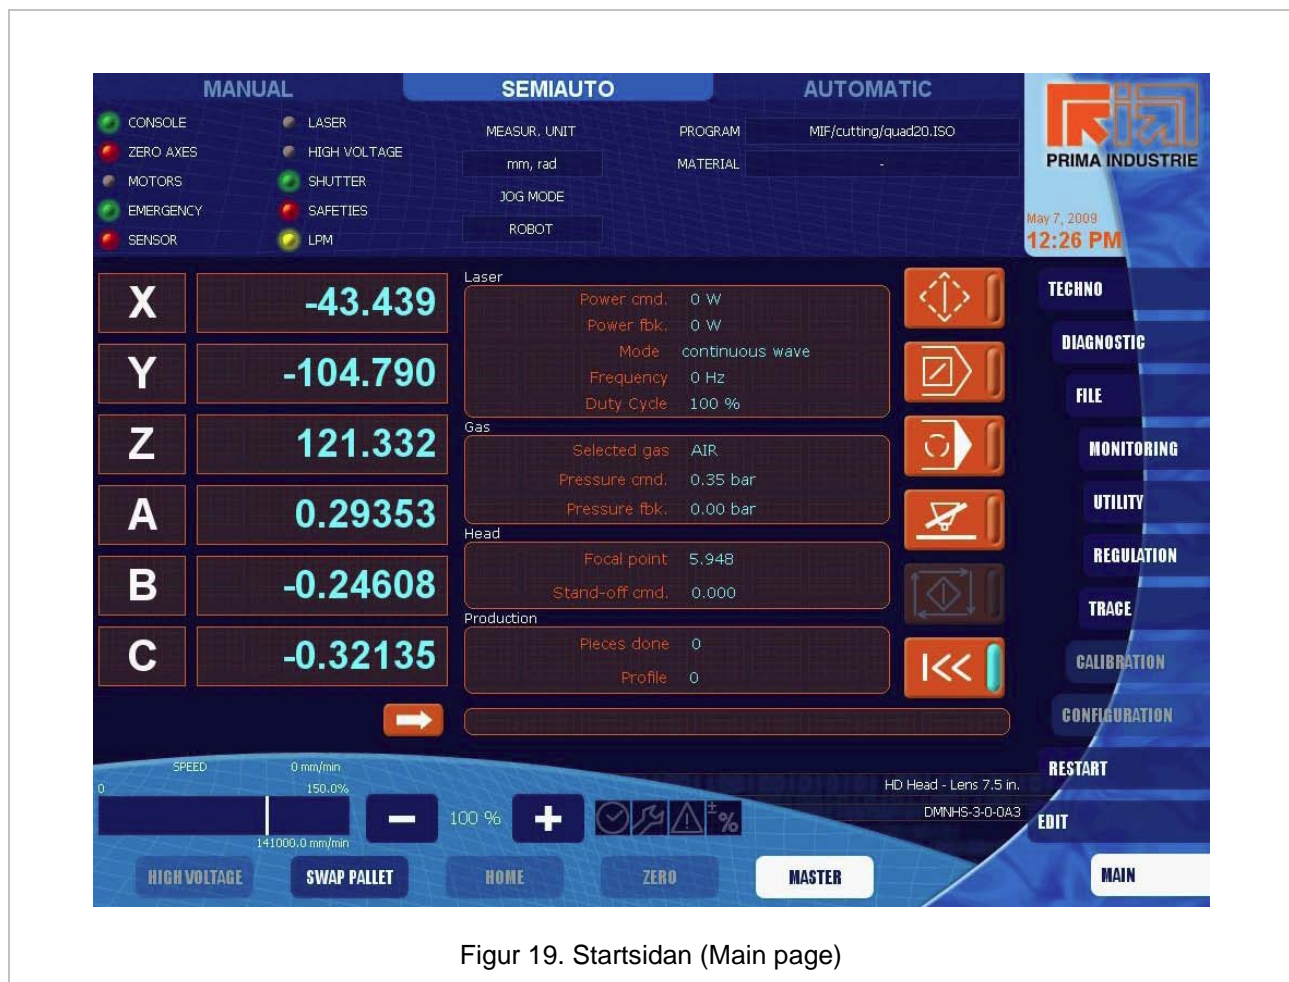 MANUAL SEMIAUTO AUTOMATIC
CONSOLE LASER
ZERO AXES HIGH VOLTAGE
MOTORS SHUTTER
EMERGENCY SAFETIES
SENSOR LPM
MEASUR. UNIT
mm, rad
JOG MODE
ROBOT
PROGRAM MIF/cutting/quad20.ISO
MATERIAL -
PRIMA INDUSTRIE
May 7, 2009
12:26 PM
X -43.439
Y -104.790
Z 121.332
A 0.29353
B -0.24608
C -0.32135
Laser
Power cmd. 0 W
Power fbk. 0 W
Mode continuous wave
Frequency 0 Hz
Duty Cycle 100 %
Gas
Selected gas AIR
Pressure cmd. 0.35 bar
Pressure fbk. 0.00 bar
Head
Focal point 5.948
Stand-off cmd. 0.000
Production
Pieces done 0
Profile 0
TECHNO
DIAGNOSTIC
FILE
MONITORING
UTILITY
REGULATION
TRACE
CALIBRATION
CONFIGURATION
RESTART
EDIT
MAIN
SPEED 0 mm/min
0 150.0%
141000.0 mm/min
100 %
± %
HD Head - Lens 7.5 in.
DMNHS-3-0-0A3
HIGH VOLTAGE SWAP PALLET HOME ZERO MASTER
Figur 19. Startsidan (Main page)